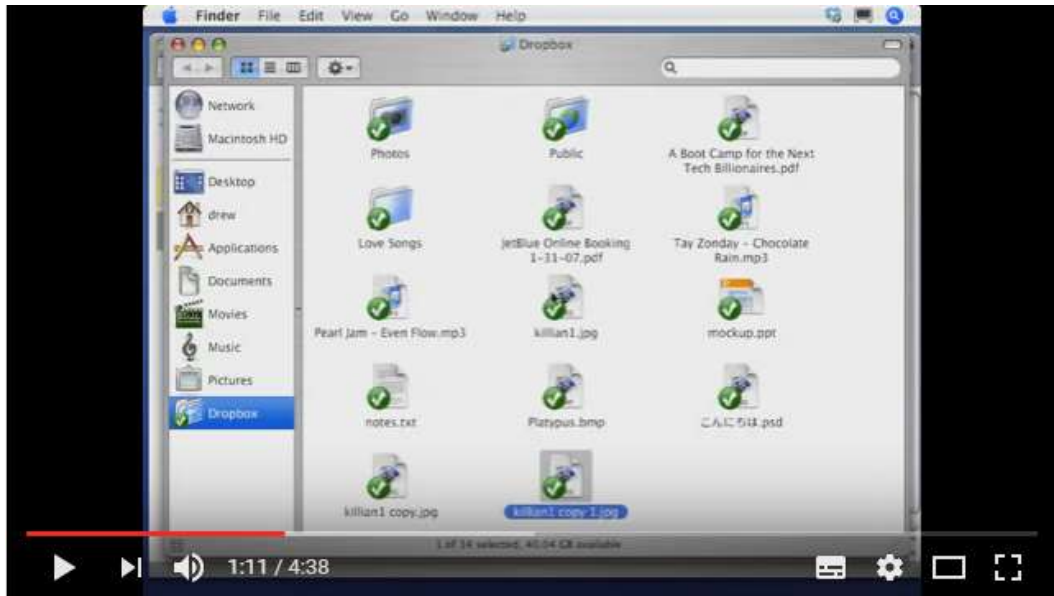 Finder File Edit View Go Window Help
Dropbox
Network
Macintosh HD
Desktop
drew
Applications
Documents
Movies
Music
Pictures
Dropbox
Photos
Public
A Boot Camp for the Next
Tech Billionaires.pdf
Love Songs
JetBlue Online Booking
1-31-07.pdf
Tay Zonday - Chocolate
Rain.mp3
Pearl Jam - Even Flow.mp3
killian1.jpg
mockup.ppt
notes.txt
Platypus.bmp
こんにちは.psd
killian1 copy.jpg
killian1 copy 1.jpg
1 of 14 selected, 40.04 GB available
1:11 / 4:38